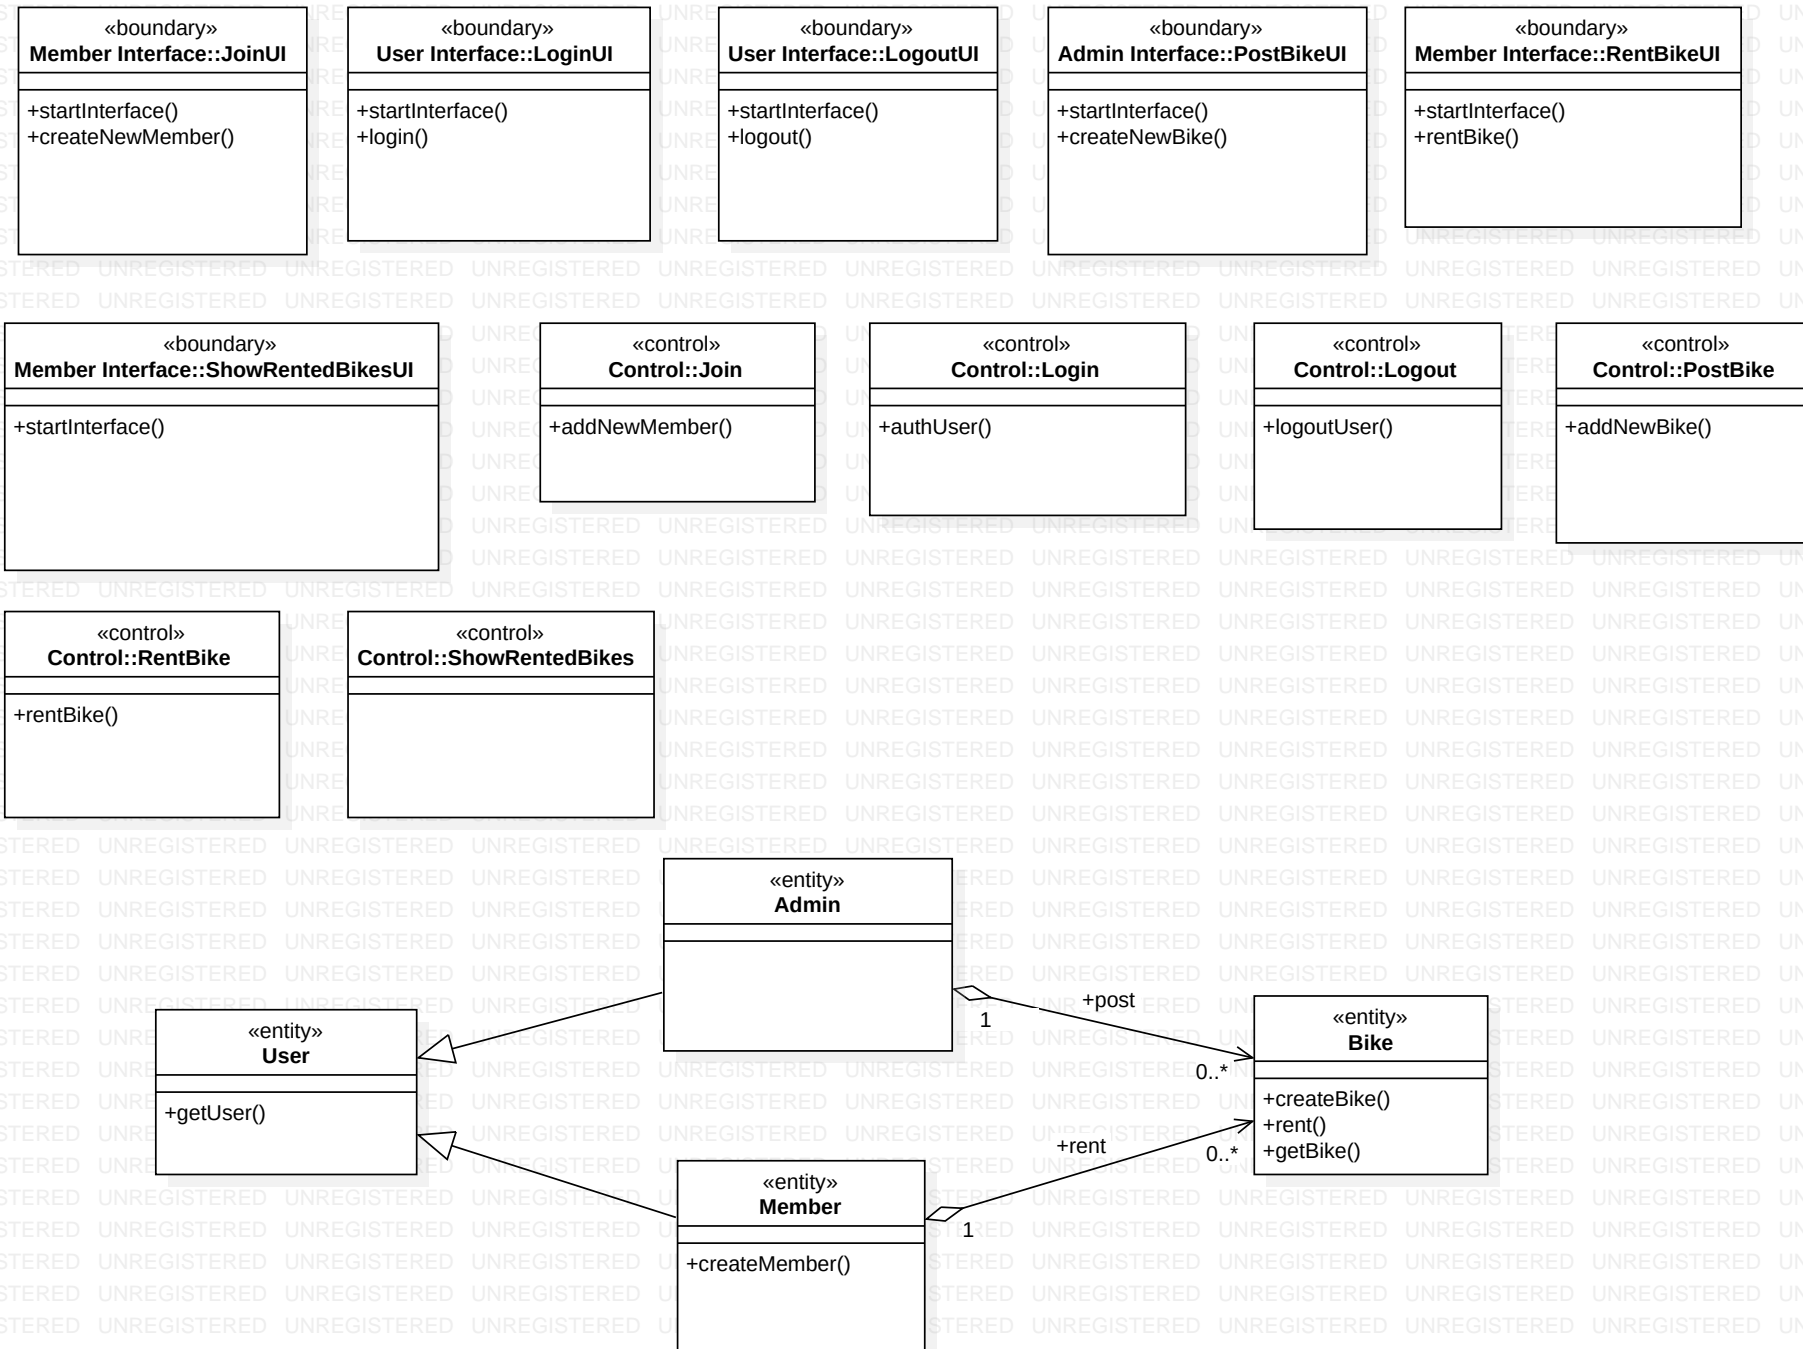 «boundary»
Member Interface::JoinUI
+startInterface()
+createNewMember()
«boundary»
User Interface::LoginUI
+startInterface()
+login()
«boundary»
User Interface::LogoutUI
+startInterface()
+logout()
«boundary»
Admin Interface::PostBikeUI
+startInterface()
+createNewBike()
«boundary»
Member Interface::RentBikeUI
+startInterface()
+rentBike()
«boundary»
Member Interface::ShowRentedBikesUI
+startInterface()
«control»
Control::Join
+addNewMember()
«control»
Control::Login
+authUser()
«control»
Control::Logout
+logoutUser()
«control»
Control::PostBike
+addNewBike()
«control»
Control::RentBike
+rentBike()
«control»
Control::ShowRentedBikes
«entity»
Admin
«entity»
User
+getUser()
+post
1
0..*
«entity»
Bike
+createBike()
+rent()
+getBike()
+rent
0..*
1
«entity»
Member
+createMember()
UNREGISTERED